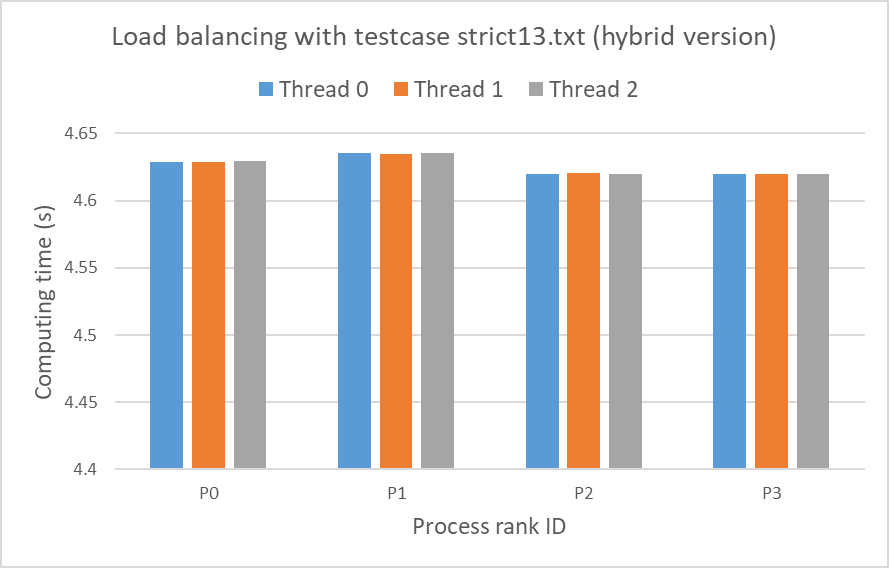 Load balancing with testcase strict13.txt (hybrid version)
Thread 0 Thread 1 Thread 2
4.65
4.6
4.55
4.5
4.45
4.4
Computing time (s)
P0 P1 P2 P3
Process rank ID